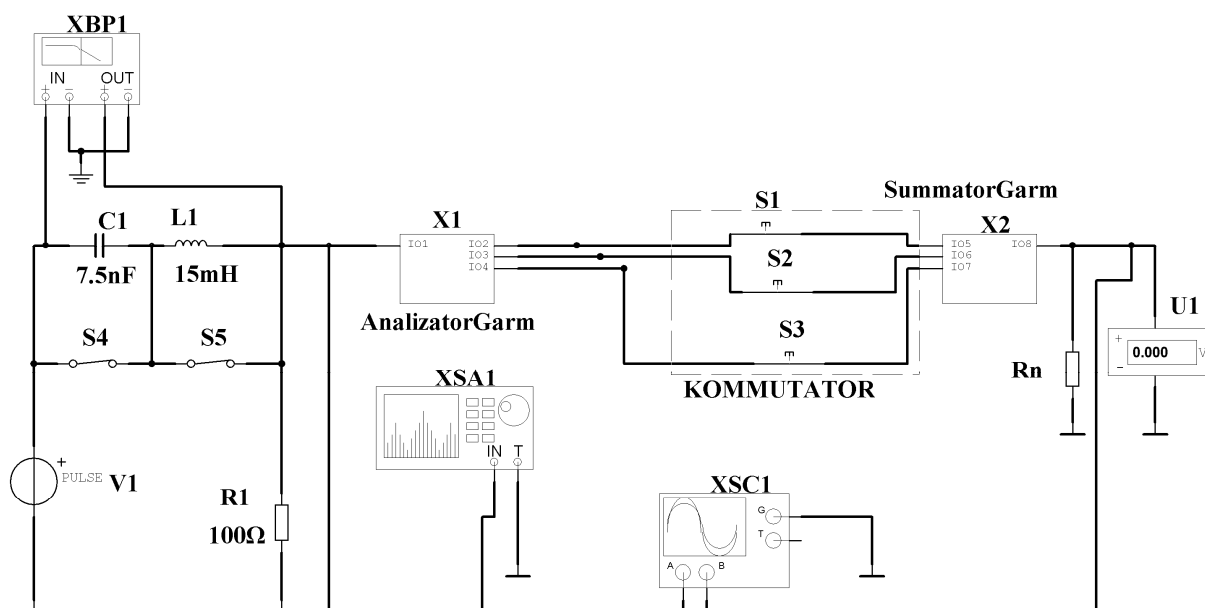 XBP1
IN OUT
+ − + −
C1 L1
7.5nF 15mH
S4 S5
V1
+
PULSE
R1
100Ω
X1
IO1 IO2
IO3
IO4
AnalizatorGarm
S1
S2
S3
KOMMUTATOR
SummatorGarm
X2
IO5 IO8
IO6
IO7
Rn
U1
+
0.000 V
−
XSA1
IN T
XSC1
G
T
A B